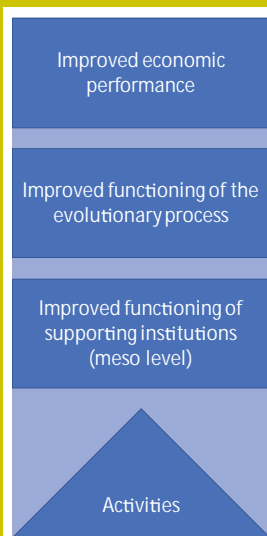 Improved economic
performance
Improved functioning of the
evolutionary process
Improved functioning of
supporting institutions
(meso level)
Activities